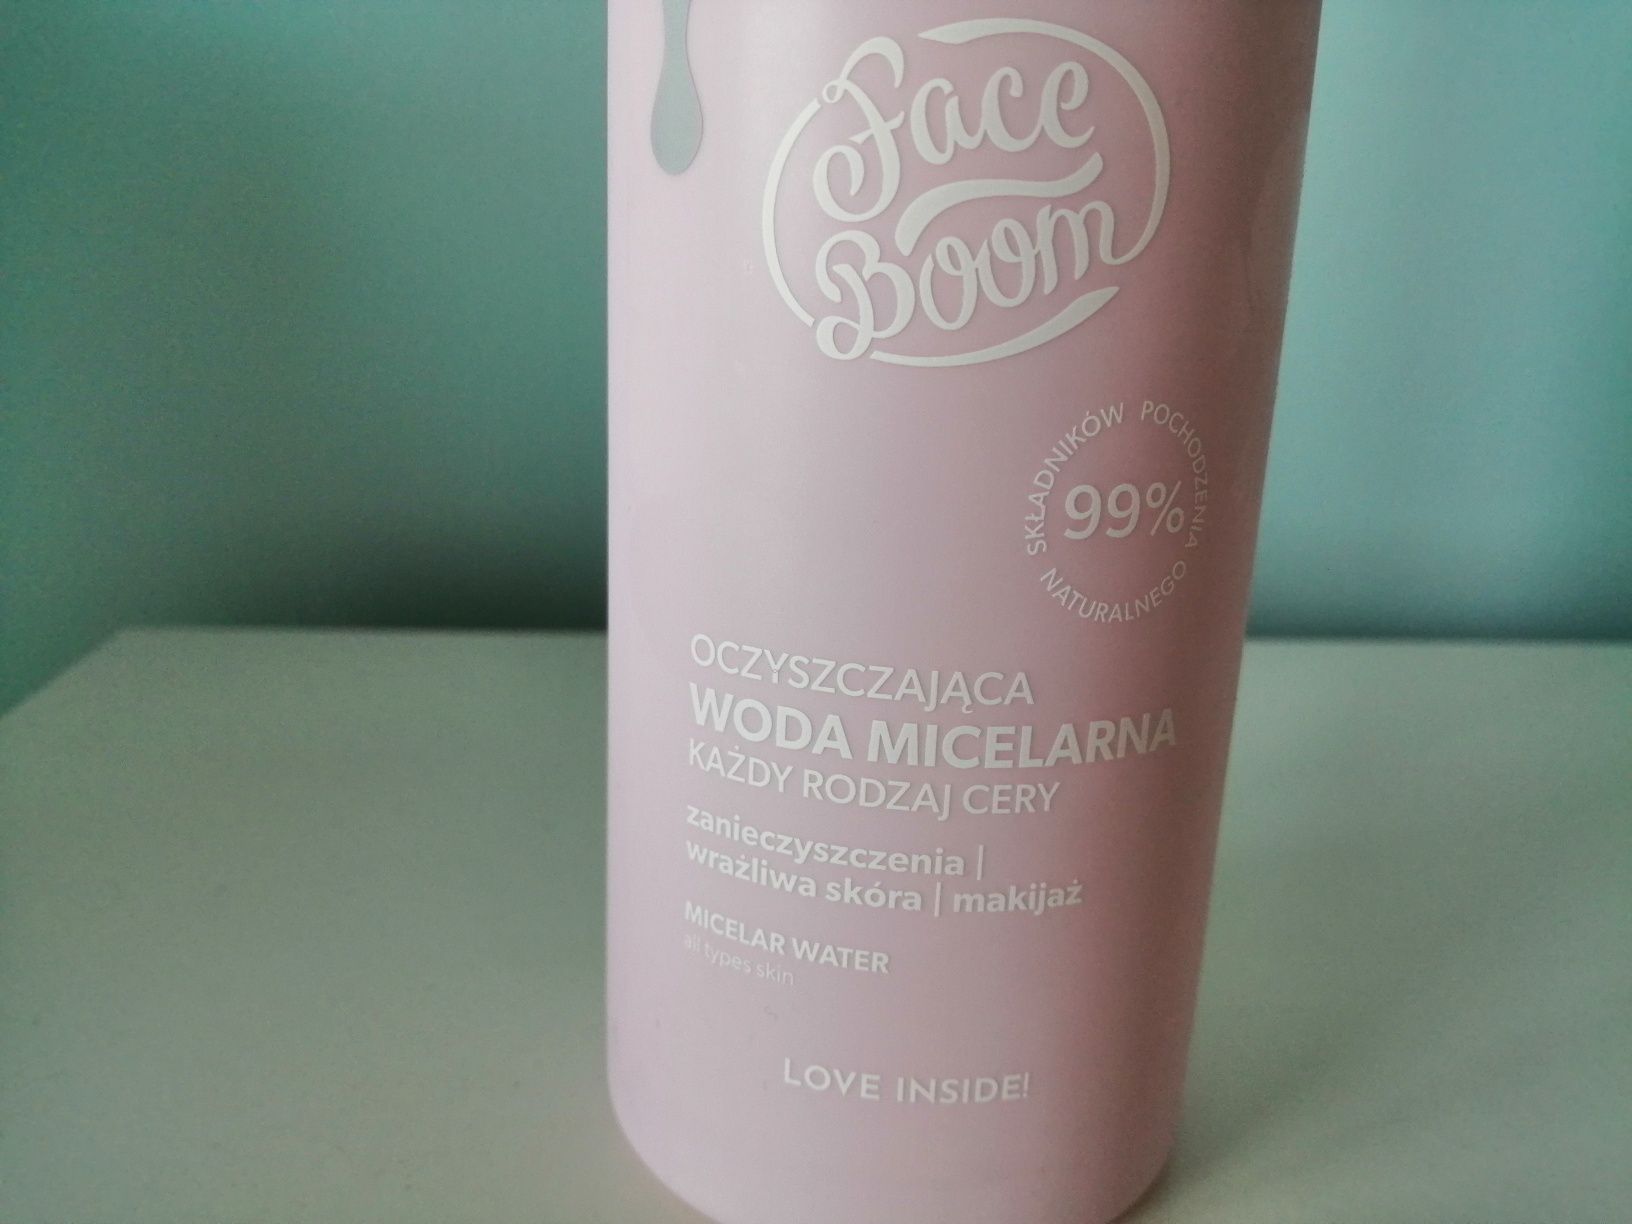 Face
Boom
SKŁADNIKÓW POCHODZENIA NATURALNEGO
99%
OCZYSZCZAJĄCA
WODA MICELARNA
KAŻDY RODZAJ CERY
zanieczyszczenia |
wrażliwa skóra | makijaż
MICELAR WATER
all types skin
LOVE INSIDE!